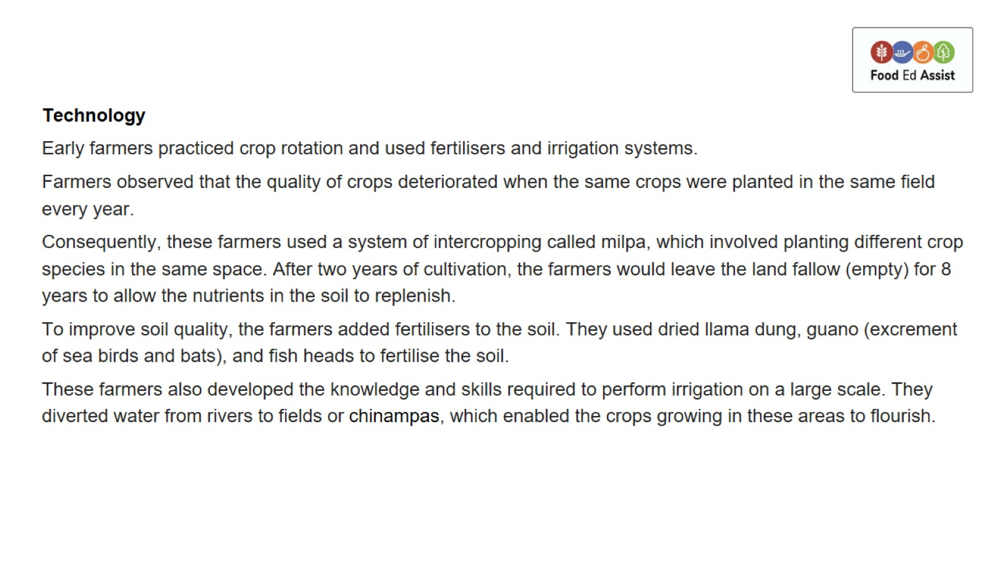 Food Ed Assist
Technology
Early farmers practiced crop rotation and used fertilisers and irrigation systems.
Farmers observed that the quality of crops deteriorated when the same crops were planted in the same field
every year.
Consequently, these farmers used a system of intercropping called milpa, which involved planting different crop
species in the same space. After two years of cultivation, the farmers would leave the land fallow (empty) for 8
years to allow the nutrients in the soil to replenish.
To improve soil quality, the farmers added fertilisers to the soil. They used dried llama dung, guano (excrement
of sea birds and bats), and fish heads to fertilise the soil.
These farmers also developed the knowledge and skills required to perform irrigation on a large scale. They
diverted water from rivers to fields or chinampas, which enabled the crops growing in these areas to flourish.